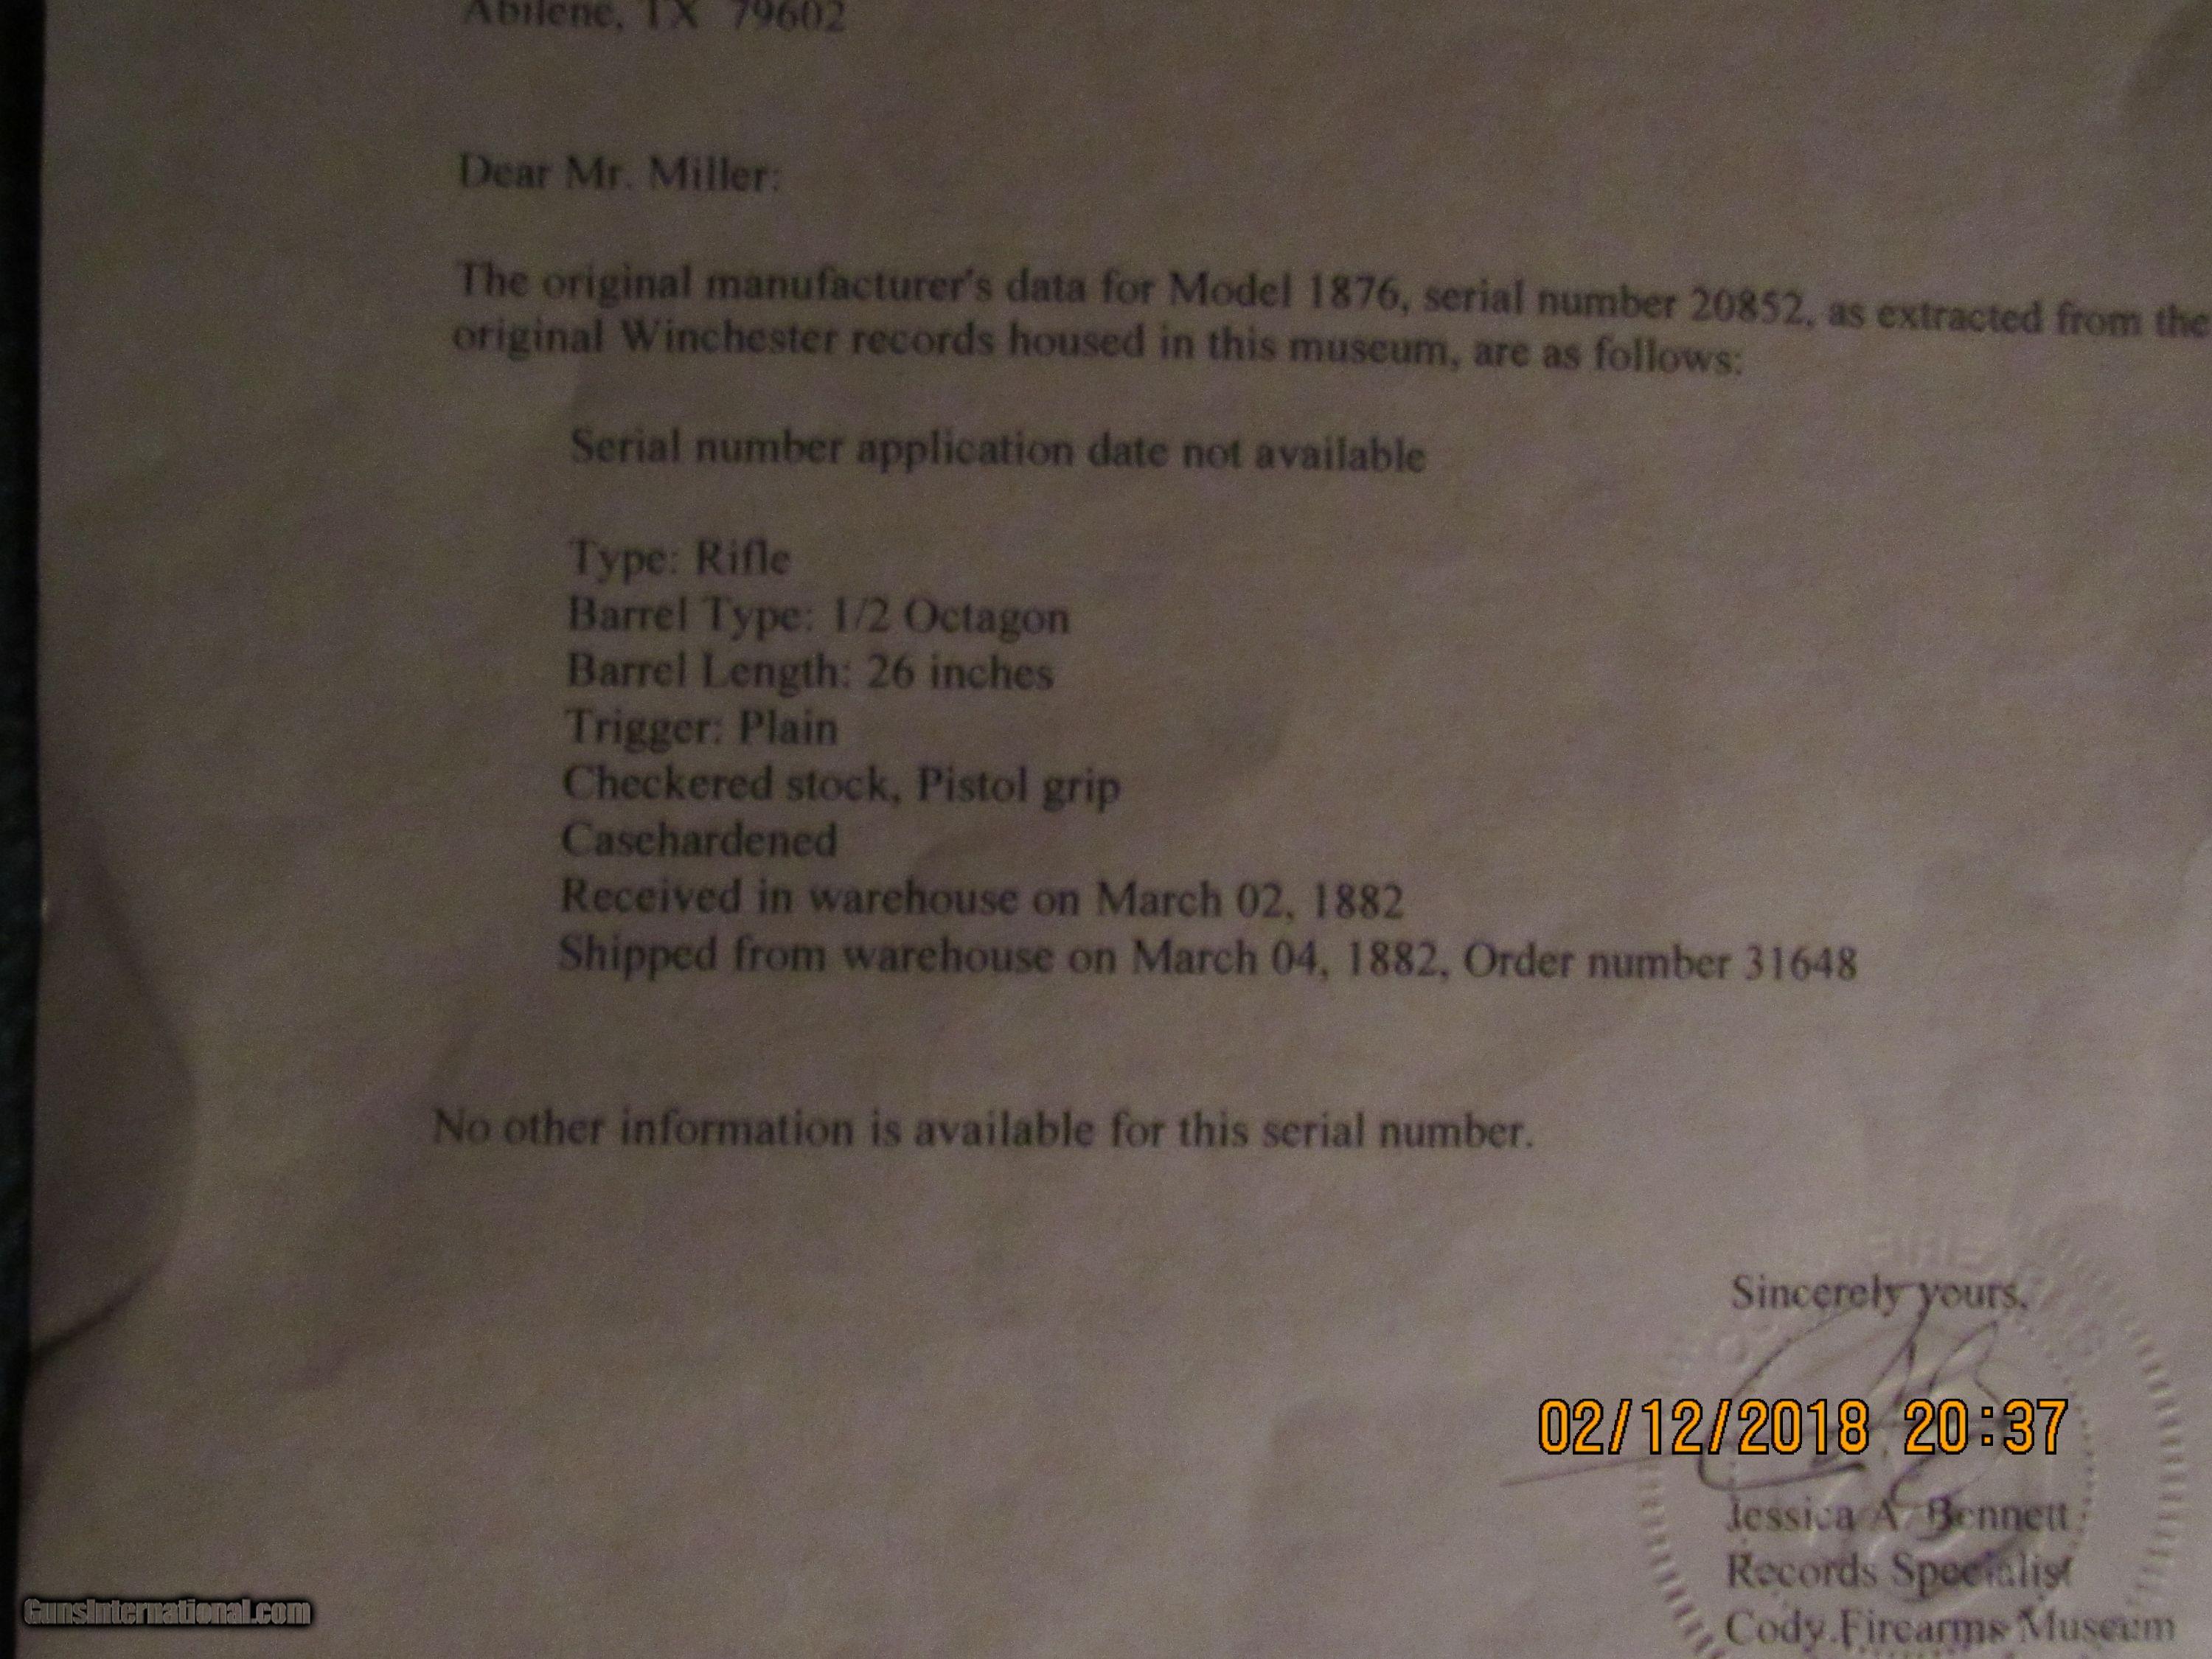 Abilene, TX 79602
Dear Mr. Miller:
The original manufacturer's data for Model 1876, serial number 20852, as extracted from the
original Winchester records housed in this museum, are as follows:
Serial number application date not available
Type: Rifle
Barrel Type: 1/2 Octagon
Barrel Length: 26 inches
Trigger: Plain
Checkered stock, Pistol grip
Casehardened
Received in warehouse on March 02, 1882
Shipped from warehouse on March 04, 1882, Order number 31648
No other information is available for this serial number.
Sincerely yours,
02/12/2018 20:37
Jessica A. Bennett
Records Specialist
Cody Firearms Museum
GunsInternational.com